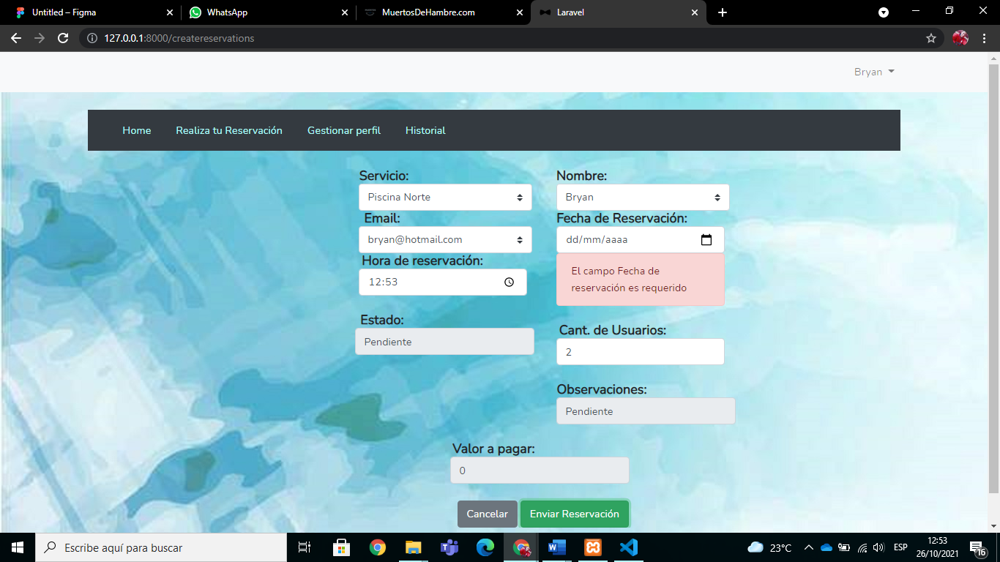 Untitled – Figma
WhatsApp
MuertosDeHambre.com
Laravel
127.0.0.1:8000/createreservations
Bryan
Home
Realiza tu Reservación
Gestionar perfil
Historial
Servicio:
Nombre:
Piscina Norte
Bryan
Email:
Fecha de Reservación:
bryan@hotmail.com
dd/mm/aaaa
Hora de reservación:
12:53
El campo Fecha de
reservación es requerido
Estado:
Pendiente
Cant. de Usuarios:
2
Observaciones:
Pendiente
Valor a pagar:
0
Cancelar
Enviar Reservación
Escribe aquí para buscar
23°C
ESP
12:53
26/10/2021
16